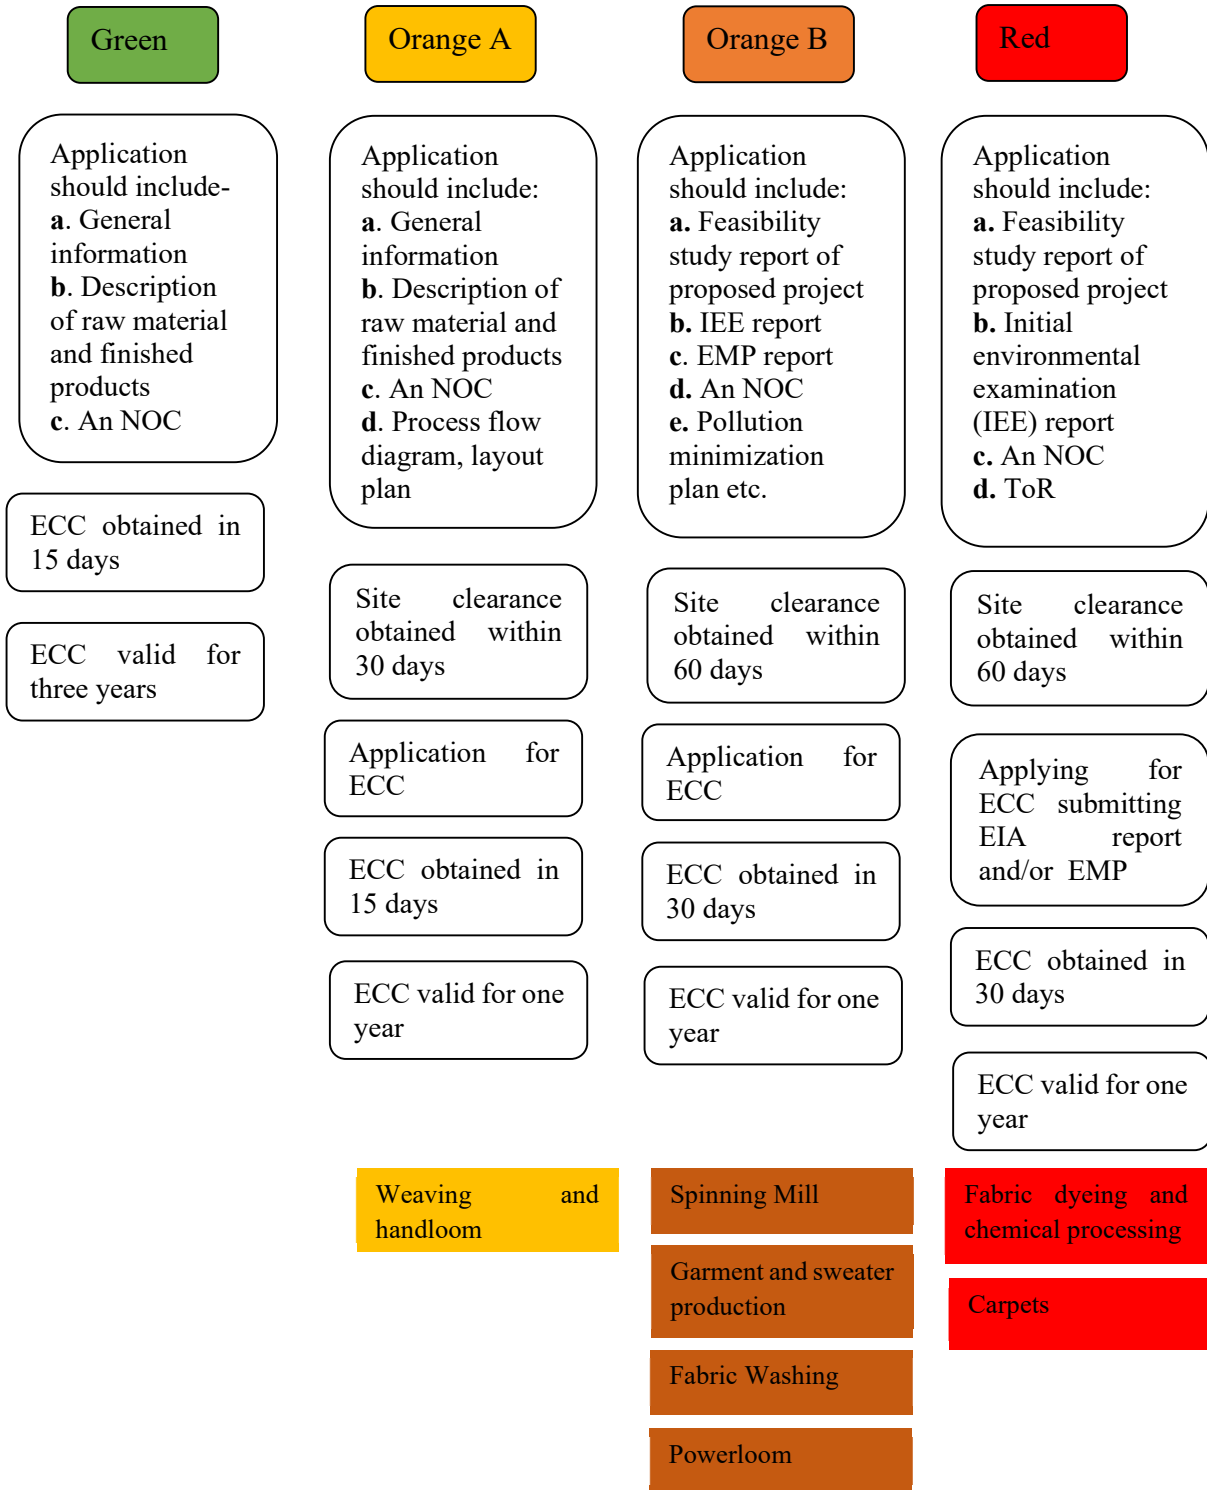 Green
Orange A
Orange B
Red
Application
should include-
a. General
information
b. Description
of raw material
and finished
products
c. An NOC
ECC obtained in
15 days
ECC valid for
three years
Application
should include:
a. General
information
b. Description of
raw material and
finished products
c. An NOC
d. Process flow
diagram, layout
plan
Site clearance
obtained within
30 days
Application for
ECC
ECC obtained in
15 days
ECC valid for one
year
Weaving and
handloom
Application
should include:
a. Feasibility
study report of
proposed project
b. IEE report
c. EMP report
d. An NOC
e. Pollution
minimization
plan etc.
Site clearance
obtained within
60 days
Application for
ECC
ECC obtained in
30 days
ECC valid for one
year
Spinning Mill
Garment and sweater
production
Fabric Washing
Powerloom
Application
should include:
a. Feasibility
study report of
proposed project
b. Initial
environmental
examination
(IEE) report
c. An NOC
d. ToR
Site clearance
obtained within
60 days
Applying for
ECC submitting
EIA report
and/or EMP
ECC obtained in
30 days
ECC valid for one
year
Fabric dyeing and
chemical processing
Carpets